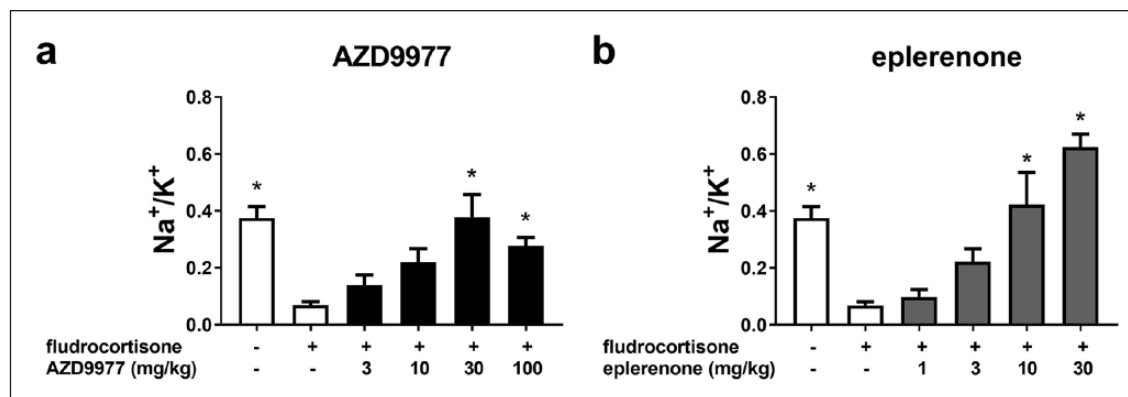 a
AZD9977
Na+/K+
0.8
0.6
0.4
0.2
0.0
*
*
*
fludrocortisone - + + + + +
AZD9977 (mg/kg) - - 3 10 30 100
b
eplerenone
Na+/K+
0.8
0.6
0.4
0.2
0.0
*
*
*
fludrocortisone - + + + + +
eplerenone (mg/kg) - - 1 3 10 30